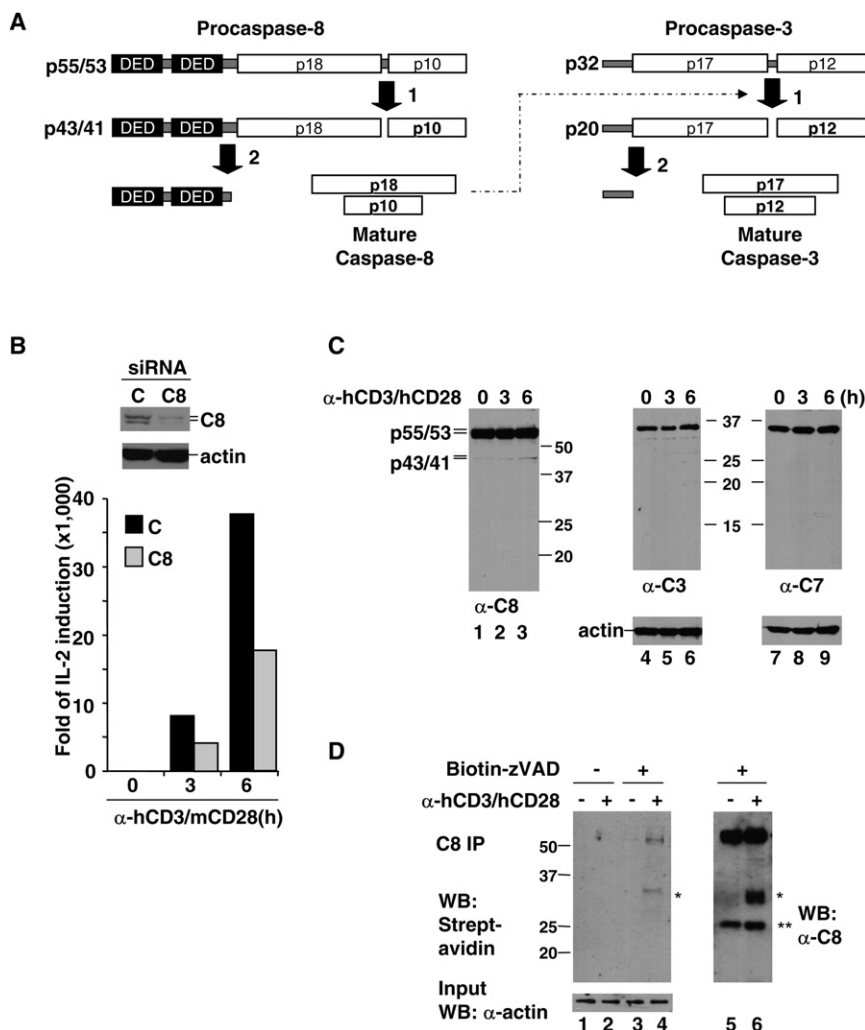 A
Procaspase-8
Procaspase-3
p55/53 DED DED p18 p10
p32 p17 p12
1
1
p43/41 DED DED p18 p10
p20 p17 p12
2
2
DED DED
p18
p10
p17
p12
Mature
Caspase-8
Mature
Caspase-3
B
siRNA
C C8
C8
actin
Fold of IL-2 induction (x1,000)
40
30
20
10
0
C
C8
0 3 6
α-hCD3/mCD28(h)
C
α-hCD3/hCD28 0 3 6 0 3 6 0 3 6 (h)
p55/53
p43/41
50
37
25
20
37
25
20
15
α-C8
α-C3
α-C7
1 2 3
actin
4 5 6
7 8 9
D
Biotin-zVAD - + +
α-hCD3/hCD28 - + - + - +
C8 IP
WB:
Strept-
avidin
50
37
25
20
*
*
**
WB:
α-C8
Input
WB: α-actin
1 2 3 4 5 6